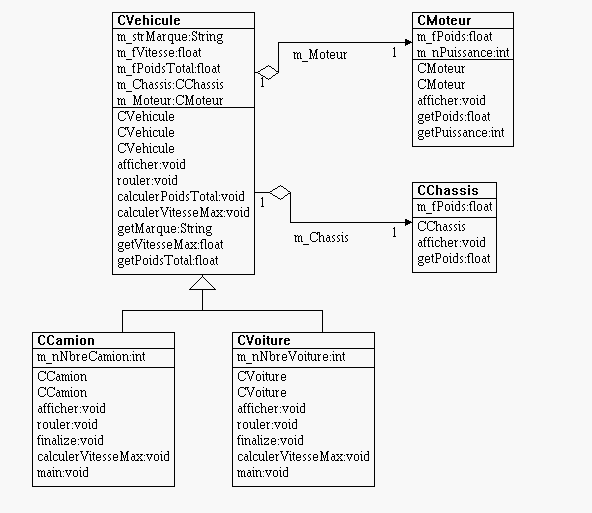 CVehicule
m_strMarque:String
m_fVitesse:float
m_fPoidsTotal:float
m_Chassis:CChassis
m_Moteur:CMoteur
CVehicule
CVehicule
CVehicule
afficher:void
rouler:void
calculerPoidsTotal:void
calculerVitesseMax:void
getMarque:String
getVitesseMax:float
getPoidsTotal:float
1
m_Moteur
1
CMoteur
m_fPoids:float
m_nPuissance:int
CMoteur
CMoteur
afficher:void
getPoids:float
getPuissance:int
1
m_Chassis
1
CChassis
m_fPoids:float
CChassis
afficher:void
getPoids:float
CCamion
m_nNbreCamion:int
CCamion
CCamion
afficher:void
rouler:void
finalize:void
calculerVitesseMax:void
main:void
CVoiture
m_nNbreVoiture:int
CVoiture
CVoiture
afficher:void
rouler:void
finalize:void
calculerVitesseMax:void
main:void